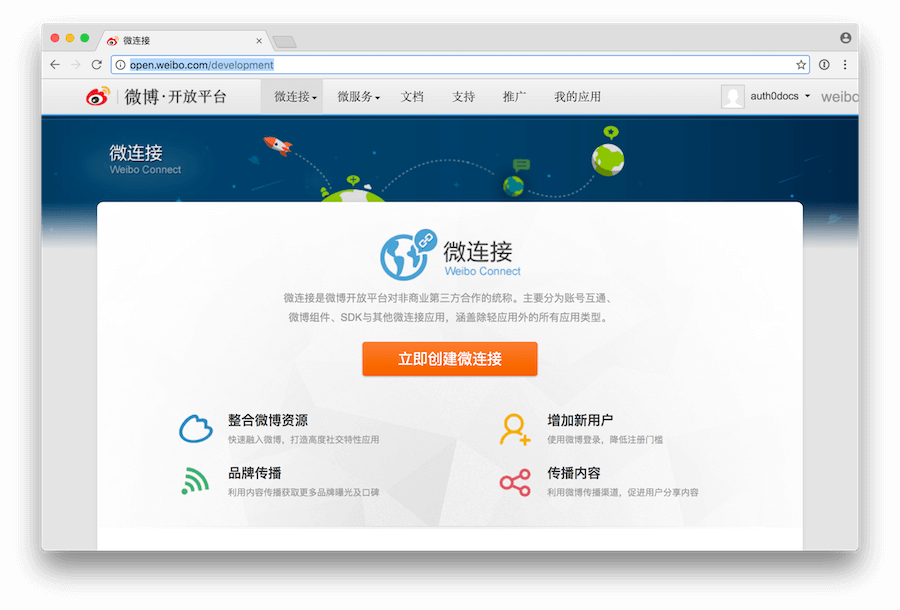 微连接
open.weibo.com/development
微博·开放平台
微连接
微服务
文档
支持
推广
我的应用
auth0docs
weibo
微连接
Weibo Connect
微连接
Weibo Connect
微连接是微博开放平台对非商业第三方合作的统称。主要分为账号互通、
微博组件、SDK与其他微连接应用，涵盖除轻应用外的所有应用类型。
立即创建微连接
整合微博资源
快速融入微博，打造高度社交特性应用
增加新用户
使用微博登录，降低注册门槛
品牌传播
利用内容传播获取更多品牌曝光及口碑
传播内容
利用微博传播渠道，促进用户分享内容